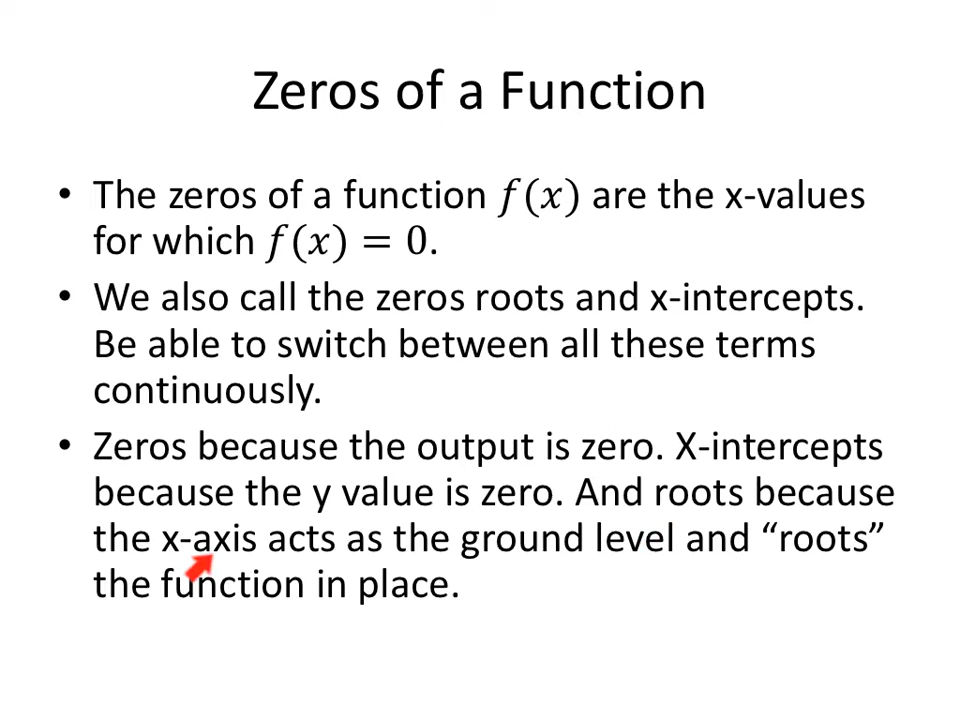 Zeros of a Function
• The zeros of a function f(x) are the x-values
for which f(x) = 0.
• We also call the zeros roots and x-intercepts.
Be able to switch between all these terms
continuously.
• Zeros because the output is zero. X-intercepts
because the y value is zero. And roots because
the x-axis acts as the ground level and “roots”
the function in place.